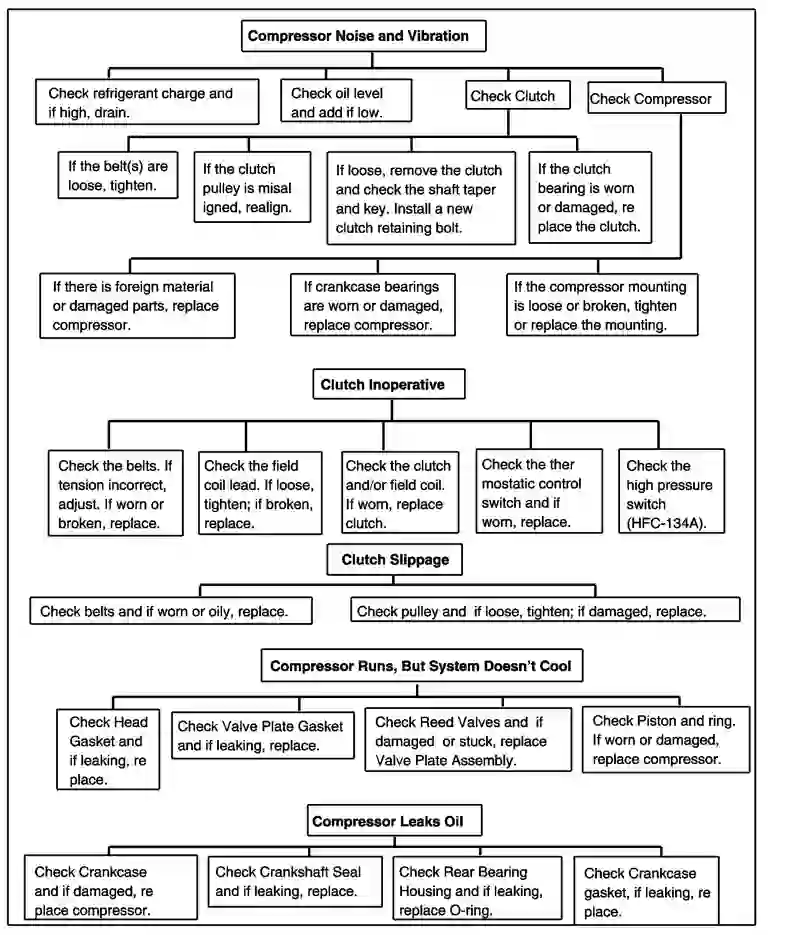 Compressor Noise and Vibration
Check refrigerant charge and
if high, drain.
Check oil level
and add if low.
Check Clutch
Check Compressor
If the belt(s) are
loose, tighten.
If the clutch
pulley is misal
igned, realign.
If loose, remove the clutch
and check the shaft taper
and key. Install a new
clutch retaining bolt.
If the clutch
bearing is worn
or damaged, re
place the clutch.
If there is foreign material
or damaged parts, replace
compressor.
If crankcase bearings
are worn or damaged,
replace compressor.
If the compressor mounting
is loose or broken, tighten
or replace the mounting.
Clutch Inoperative
Check the belts. If
tension incorrect,
adjust. If worn or
broken, replace.
Check the field
coil lead. If loose,
tighten; if broken,
replace.
Check the clutch
and/or field coil.
If worn, replace
clutch.
Check the ther
mostatic control
switch and if
worn, replace.
Check the
high pressure
switch
(HFC-134A).
Clutch Slippage
Check belts and if worn or oily, replace.
Check pulley and if loose, tighten; if damaged, replace.
Compressor Runs, But System Doesn't Cool
Check Head
Gasket and
if leaking, re
place.
Check Valve Plate Gasket
and if leaking, replace.
Check Reed Valves and if
damaged or stuck, replace
Valve Plate Assembly.
Check Piston and ring.
If worn or damaged,
replace compressor.
Compressor Leaks Oil
Check Crankcase
and if damaged, re
place compressor.
Check Crankshaft Seal
and if leaking, replace.
Check Rear Bearing
Housing and if leaking,
replace O-ring.
Check Crankcase
gasket, if leaking, re
place.